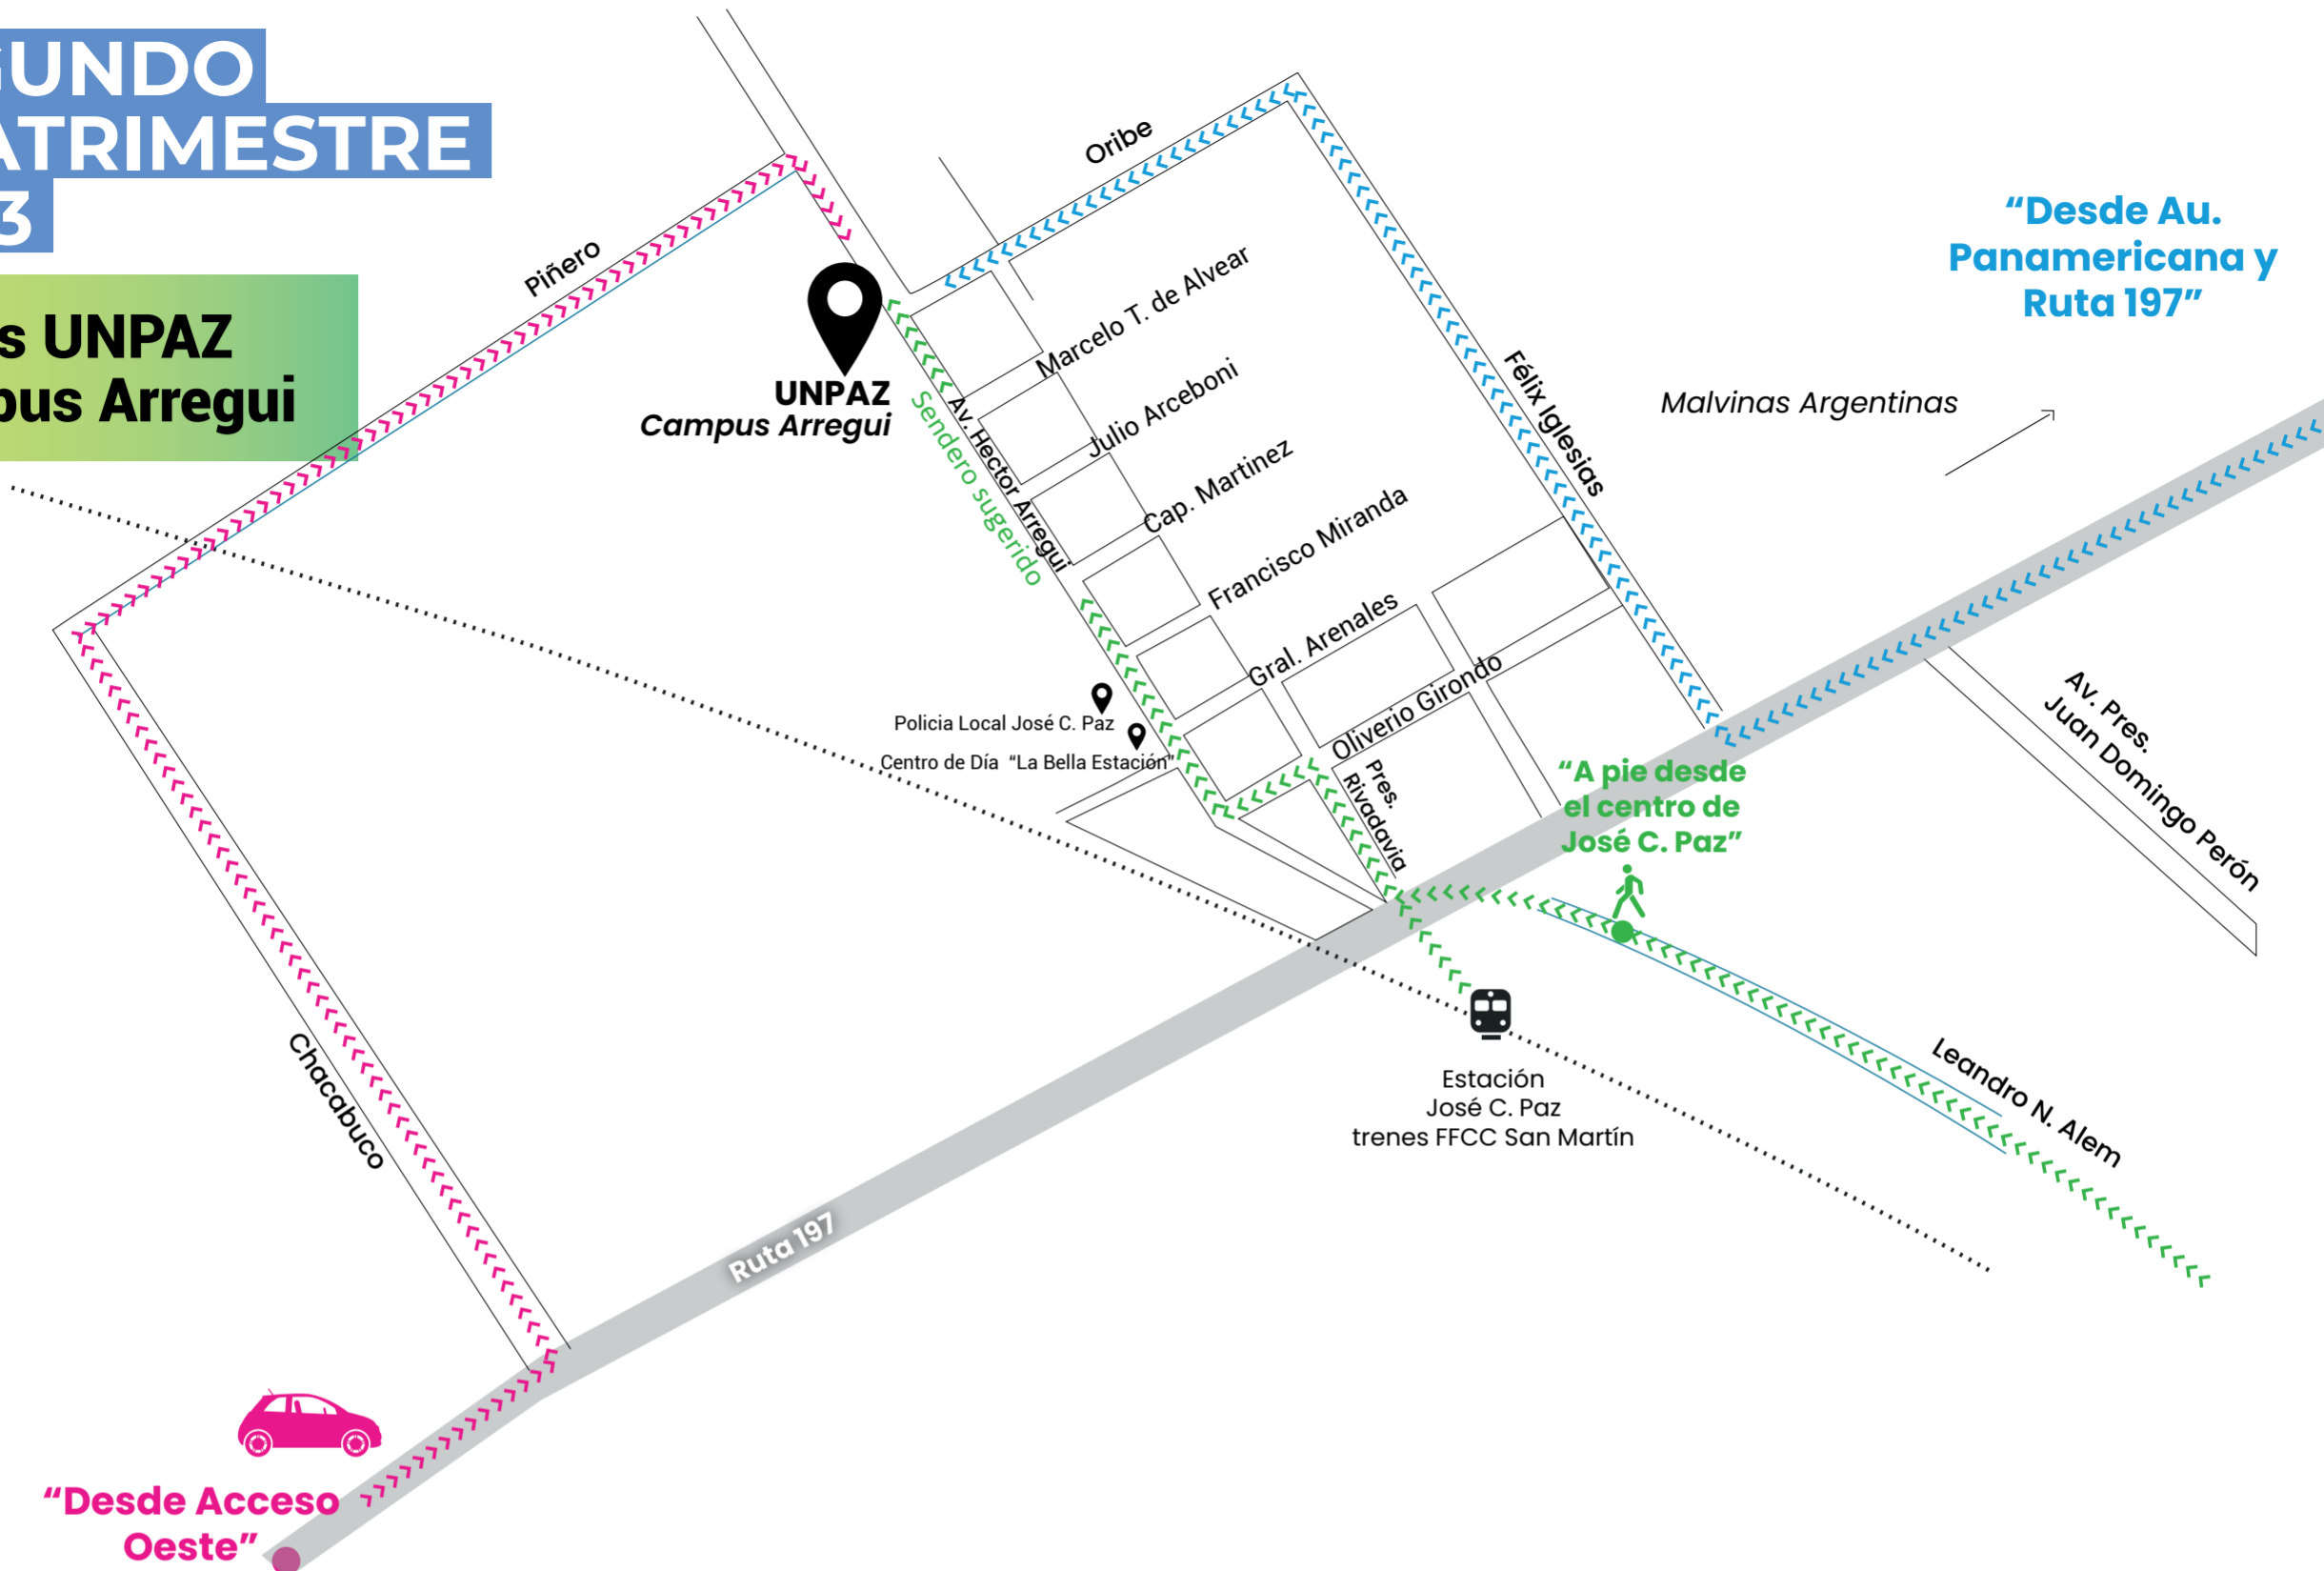 GUNDO
ATRIMESTRE
3
s UNPAZ
pus Arregui
Piñero
Oribe
“Desde Au.
Panamericana y
Ruta 197”
Marcelo T. de Alvear
Félix Iglesias
Malvinas Argentinas
UNPAZ
Campus Arregui
Av. Hector Arregui
Sendero sugerido
Julio Arceboni
Cap. Martinez
Francisco Miranda
Gral. Arenales
Oliverio Girondo
Policia Local José C. Paz
Centro de Día “La Bella Estación”
Pres.
Rivadavia
“A pie desde
el centro de
José C. Paz”
Av. Pres.
Juan Domingo Perón
Estación
José C. Paz
trenes FFCC San Martín
Leandro N. Alem
Chacabuco
Ruta 197
“Desde Acceso
Oeste”